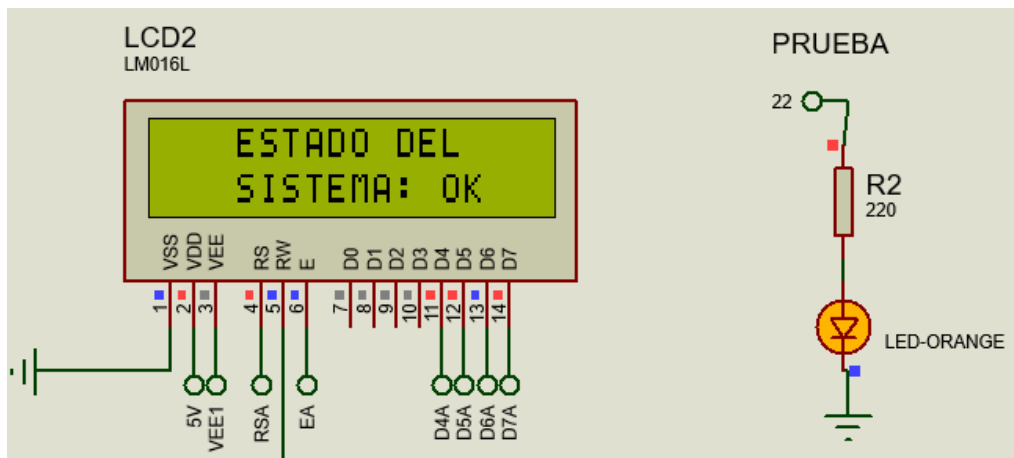 LCD2
LM016L
ESTADO DEL
SISTEMA: OK
VSS
VDD
VEE
RS
RW
E
D0
D1
D2
D3
D4
D5
D6
D7
1
2
3
4
5
6
7
8
9
10
11
12
13
14
5V
VEE1
RSA
EA
D4A
D5A
D6A
D7A
PRUEBA
22
R2
220
LED-ORANGE